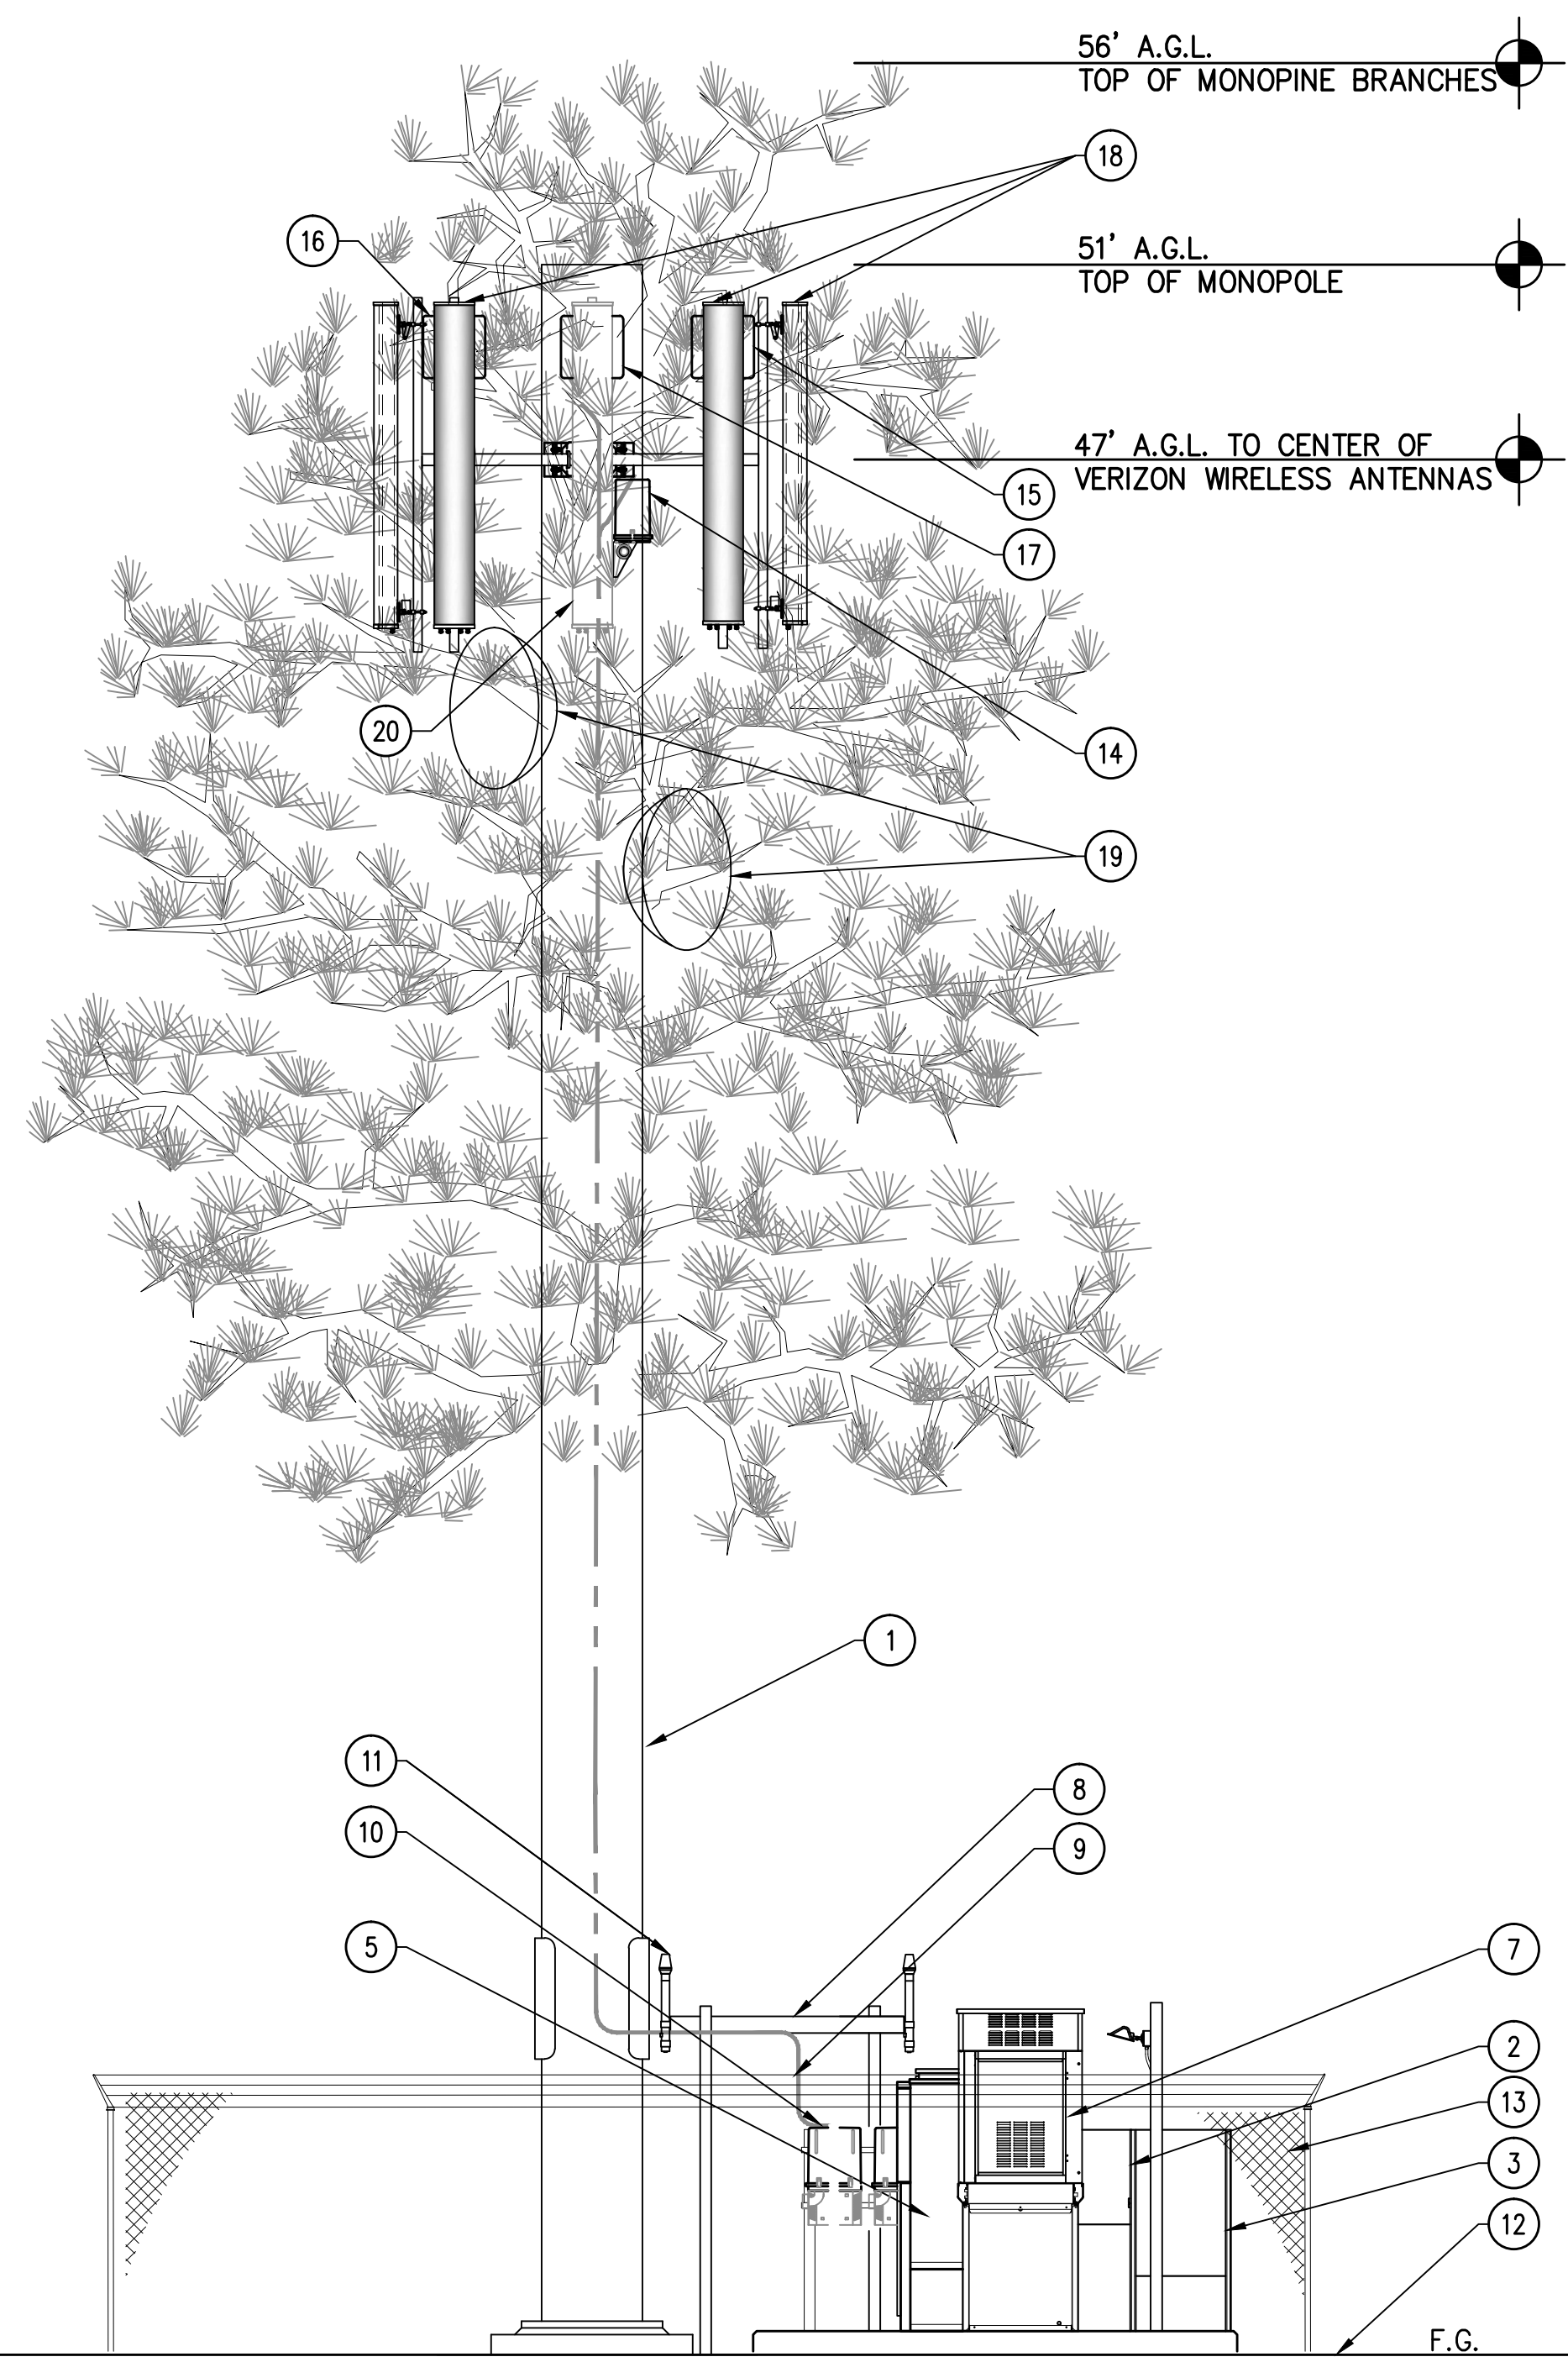 56' A.G.L.
TOP OF MONOPINE BRANCHES
18
16
51' A.G.L.
TOP OF MONOPOLE
47' A.G.L. TO CENTER OF
VERIZON WIRELESS ANTENNAS
15
17
20
14
19
1
11
8
10
9
5
7
2
13
3
12
F.G.